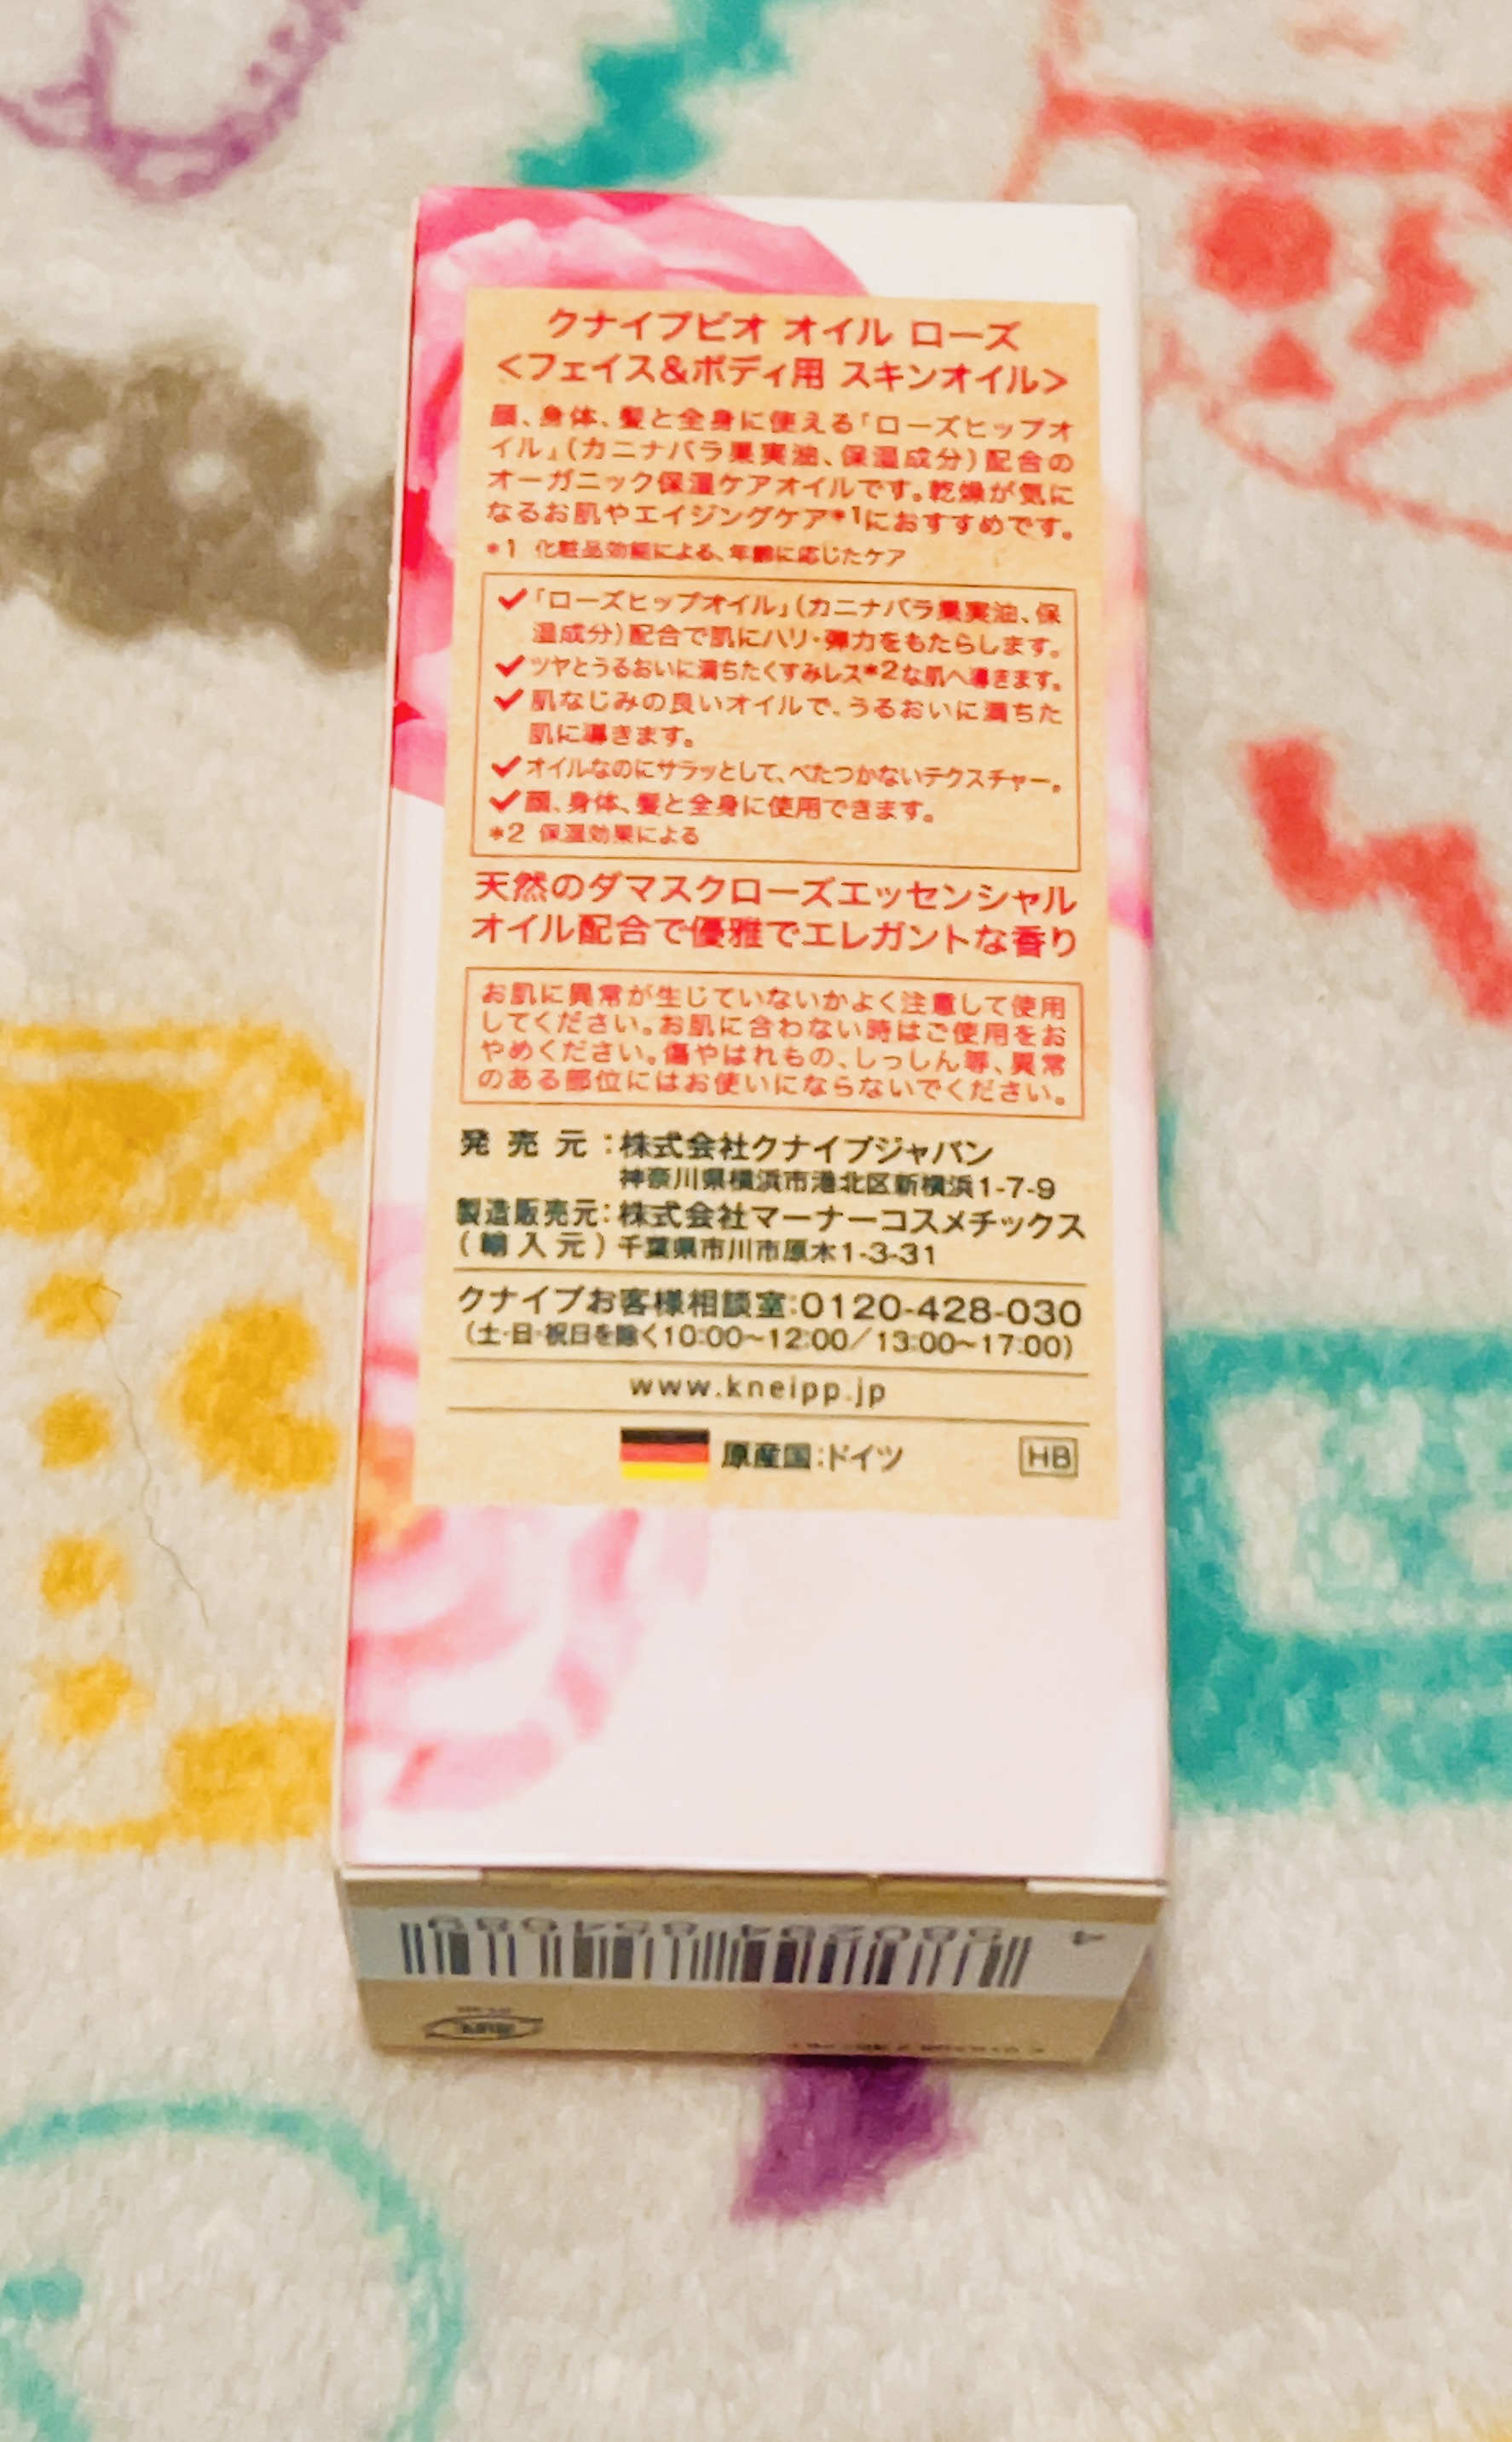 クナイプビオ オイル ローズ
<フェイス&ボディ用 スキンオイル>
顔、身体、髪と全身に使える「ローズヒップオ
イル」(カニナバラ果実油、保湿成分)配合の
オーガニック保湿ケアオイルです。乾燥が気に
なるお肌やエイジングケア*1におすすめです。
*1 化粧品効能による、年齢に応じたケア
✓「ローズヒップオイル」(カニナバラ果実油、保
湿成分)配合で肌にハリ・弾力をもたらします。
✓ツヤとうるおいに満ちたくすみレス*2な肌へ導きます。
✓肌なじみの良いオイルで、うるおいに満ちた
肌に導きます。
✓オイルなのにサラッとして、べたつかないテクスチャー。
✓顔、身体、髪と全身に使用できます。
*2 保湿効果による
天然のダマスクローズエッセンシャル
オイル配合で優雅でエレガントな香り
お肌に異常が生じていないかよく注意して使用
してください。お肌に合わない時はご使用をお
やめください。傷やはれもの、しっしん等、異常
のある部位にはお使いにならないでください。
発売元:株式会社クナイプジャパン
神奈川県横浜市港北区新横浜1-7-9
製造販売元:株式会社マーナーコスメチックス
(輸入元)千葉県市川市原木1-3-31
クナイプお客様相談室:0120-428-030
(土・日・祝日を除く10:00~12:00/13:00~17:00)
www.kneipp.jp
原産国:ドイツ HB